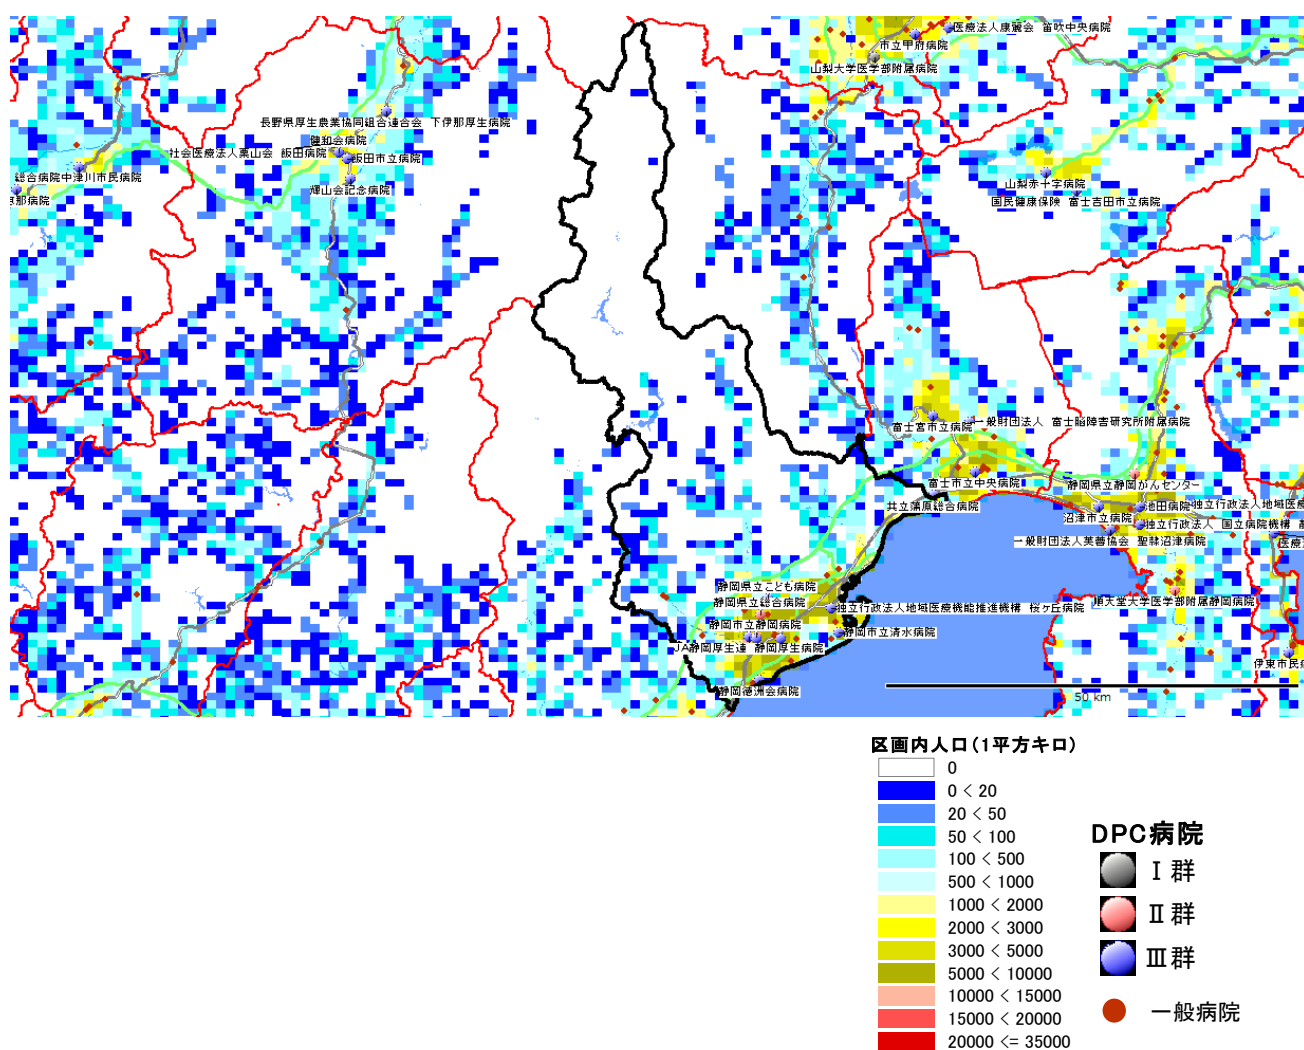 医療法人康麗会　笛吹中央病院
市立甲府病院
山梨大学医学部附属病院
長野県厚生農業協同組合連合会　下伊那厚生病院
健和会病院
社会医療法人栗山会　飯田病院
飯田市立病院
輝山会記念病院
総合病院中津川市民病院
那病院
山梨赤十字病院
国民健康保険　富士吉田市立病院
富士宮市立病院
一般財団法人　富士脳障害研究所附属病院
富士市立中央病院
静岡県立静岡がんセンター
共立蒲原総合病院
池田病院
独立行政法人地域医療
沼津市立病院
独立行政法人　国立病院機構　静
一般財団法人芙蓉協会　聖隷沼津病院
医療法
静岡県立こども病院
静岡県立総合病院
独立行政法人地域医療機能推進機構　桜ヶ丘病院
順天堂大学医学部附属静岡病院
静岡市立静岡病院
静岡市立清水病院
JA静岡厚生連　静岡厚生病院
伊東市民病
静岡徳洲会病院
50 km
区画内人口(1平方キロ)
0
0 < 20
20 < 50
50 < 100
100 < 500
500 < 1000
1000 < 2000
2000 < 3000
3000 < 5000
5000 < 10000
10000 < 15000
15000 < 20000
20000 <= 35000
DPC病院
Ⅰ群
Ⅱ群
Ⅲ群
一般病院